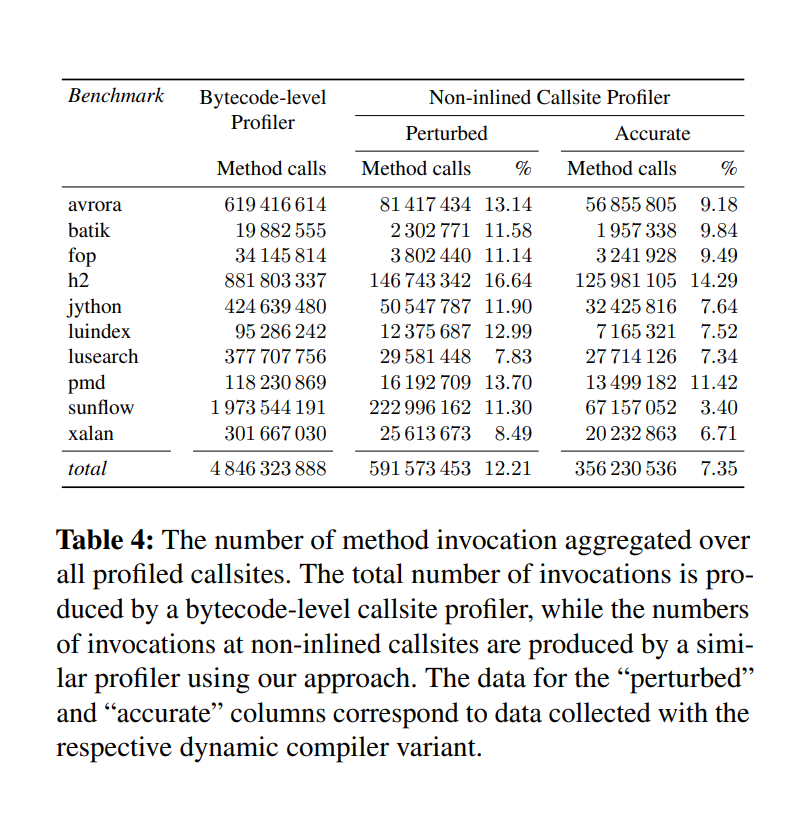 Benchmark Bytecode-level Non-inlined Callsite Profiler
Profiler
Perturbed Accurate
Method calls Method calls % Method calls %
avrora 619 416 614 81 417 434 13.14 56 855 805 9.18
batik 19 882 555 2 302 771 11.58 1 957 338 9.84
fop 34 145 814 3 802 440 11.14 3 241 928 9.49
h2 881 803 337 146 743 342 16.64 125 981 105 14.29
jython 424 639 480 50 547 787 11.90 32 425 816 7.64
luindex 95 286 242 12 375 687 12.99 7 165 321 7.52
lusearch 377 707 756 29 581 448 7.83 27 714 126 7.34
pmd 118 230 869 16 192 709 13.70 13 499 182 11.42
sunflow 1 973 544 191 222 996 162 11.30 67 157 052 3.40
xalan 301 667 030 25 613 673 8.49 20 232 863 6.71
total 4 846 323 888 591 573 453 12.21 356 230 536 7.35
Table 4: The number of method invocation aggregated over
all profiled callsites. The total number of invocations is pro-
duced by a bytecode-level callsite profiler, while the numbers
of invocations at non-inlined callsites are produced by a simi-
lar profiler using our approach. The data for the “perturbed”
and “accurate” columns correspond to data collected with the
respective dynamic compiler variant.